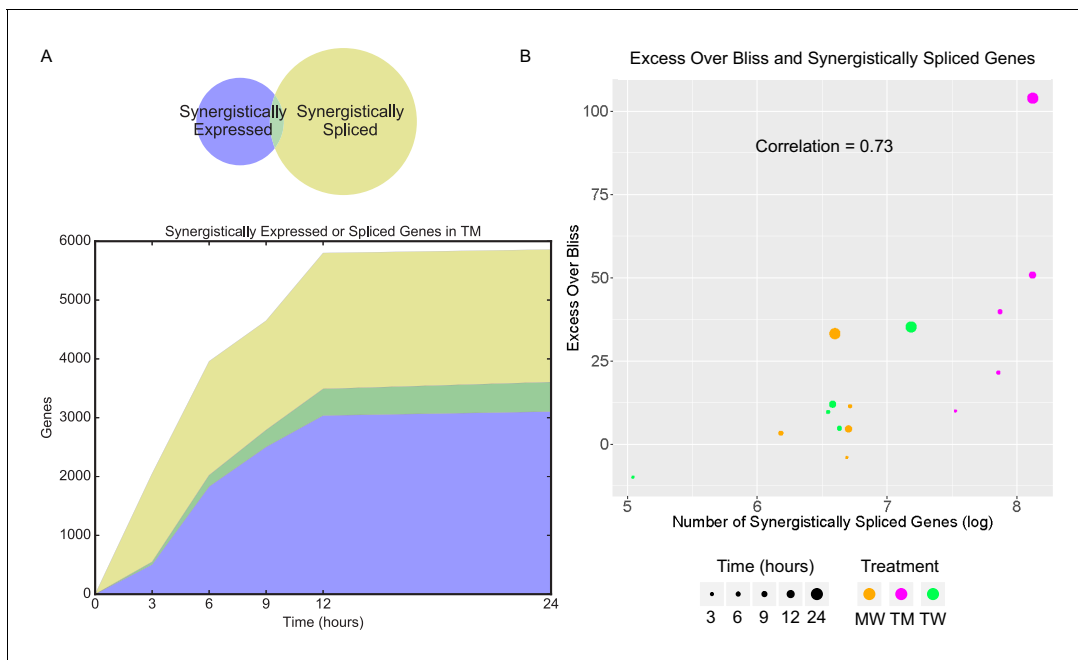 A
Synergistically
Expressed
Synergistically
Spliced
Synergistically Expressed or Spliced Genes in TM
6000
5000
4000
3000
2000
1000
0
Genes
0 3 6 9 12 24
Time (hours)
B
Excess Over Bliss and Synergistically Spliced Genes
Correlation = 0.73
100
75
50
25
0
Excess Over Bliss
5 6 7 8
Number of Synergistically Spliced Genes (log)
Time (hours)
3 6 9 12 24
Treatment
MW TM TW